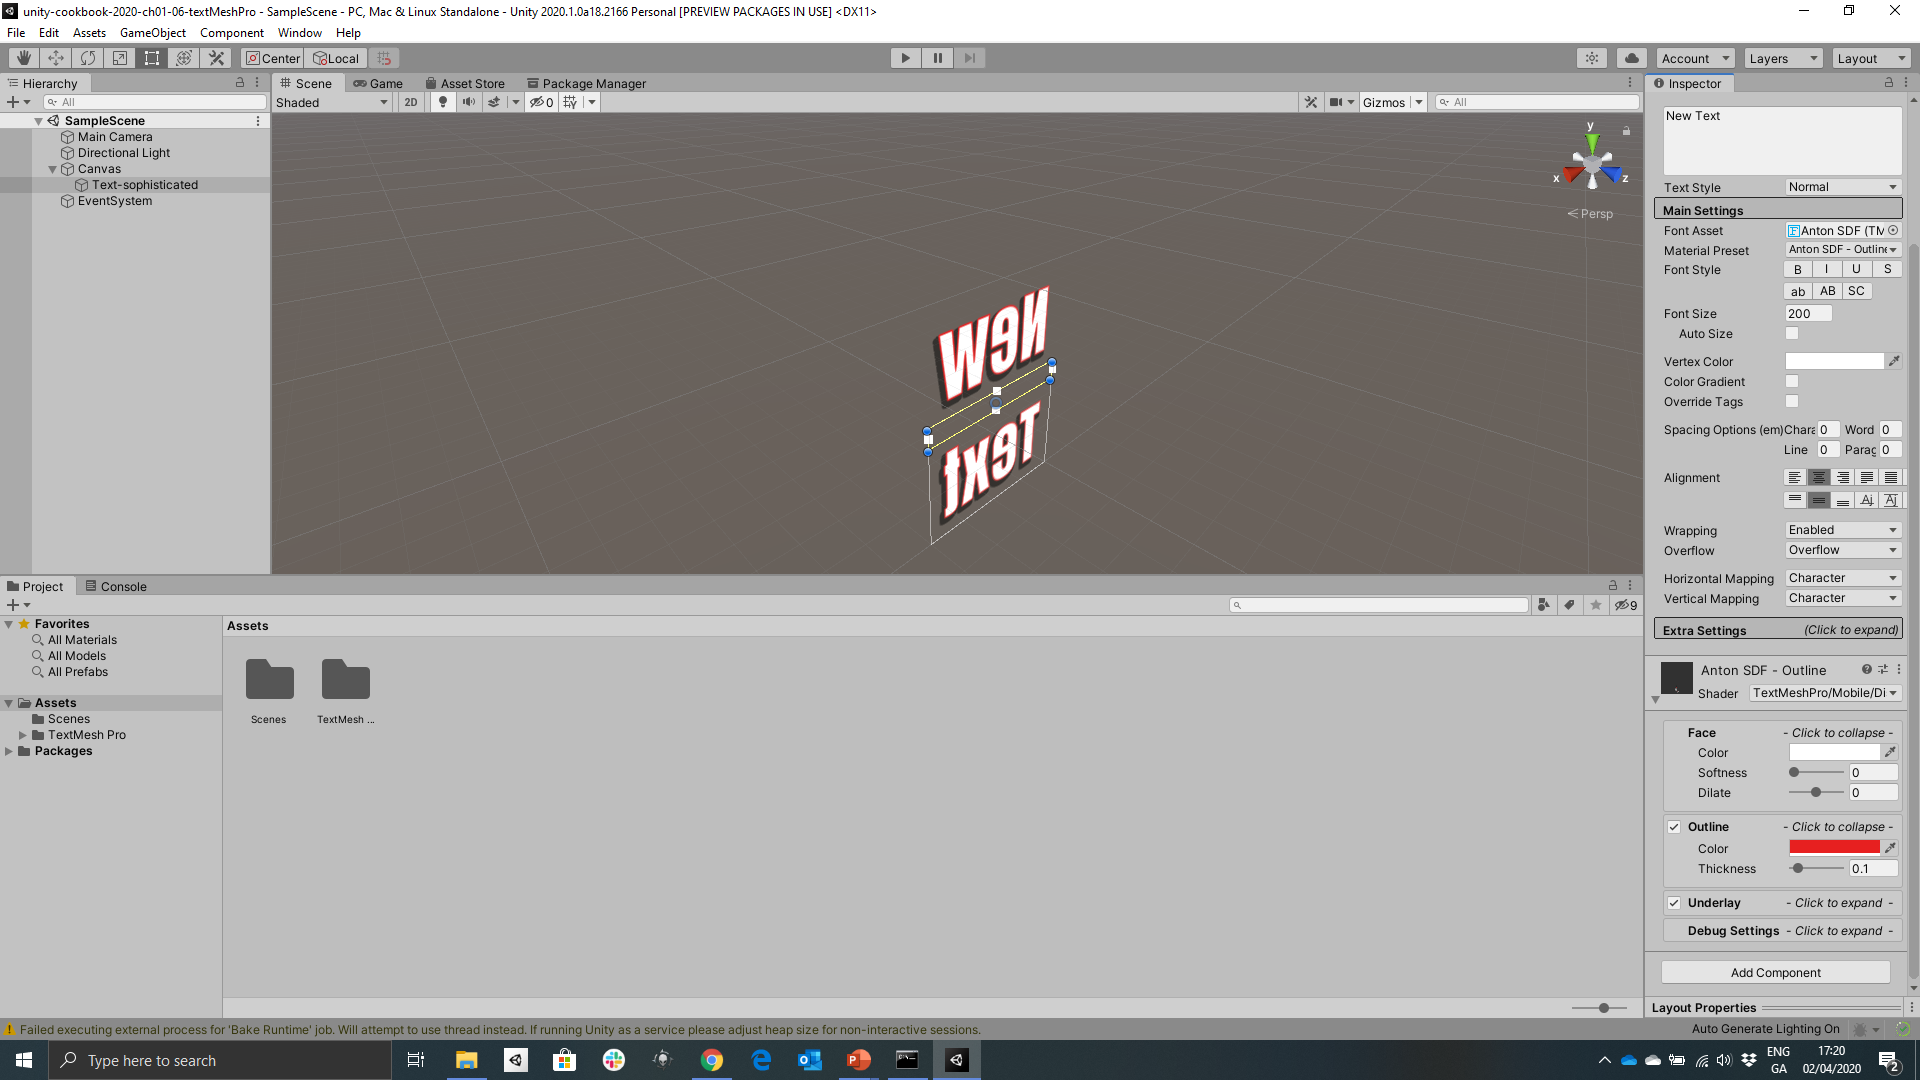 unity-cookbook-2020-ch01-06-textMeshPro - SampleScene - PC, Mac & Linux Standalone - Unity 2020.1.0a18.2166 Personal [PREVIEW PACKAGES IN USE] <DX11>
File Edit Assets GameObject Component Window Help
Center Local Account Layers Layout
Hierarchy
All
SampleScene
Main Camera
Directional Light
Canvas
Text-sophisticated
EventSystem
Scene Game Asset Store Package Manager
Shaded 2D 0 Gizmos All
y
x z
Persp
New
Text
Inspector
New Text
Text Style Normal
Main Settings
Font Asset Anton SDF (TM
Material Preset Anton SDF - Outline
Font Style B I U S
ab AB SC
Font Size 200
Auto Size
Vertex Color
Color Gradient
Override Tags
Spacing Options (em) Chara 0 Word 0
Line 0 Parag 0
Alignment
Wrapping Enabled
Overflow Overflow
Horizontal Mapping Character
Vertical Mapping Character
Extra Settings (Click to expand)
Anton SDF - Outline
Shader TextMeshPro/Mobile/Di
Face - Click to collapse -
Color
Softness 0
Dilate 0
Outline - Click to collapse -
Color
Thickness 0.1
Underlay - Click to expand -
Debug Settings - Click to expand -
Add Component
Layout Properties
Project Console
9
Favorites
All Materials
All Models
All Prefabs
Assets
Scenes
TextMesh Pro
Packages
Assets
Scenes TextMesh ...
Failed executing external process for 'Bake Runtime' job. Will attempt to use thread instead. If running Unity as a service please adjust heap size for non-interactive sessions.
Auto Generate Lighting On
Type here to search
ENG
GA
17:20
02/04/2020
2